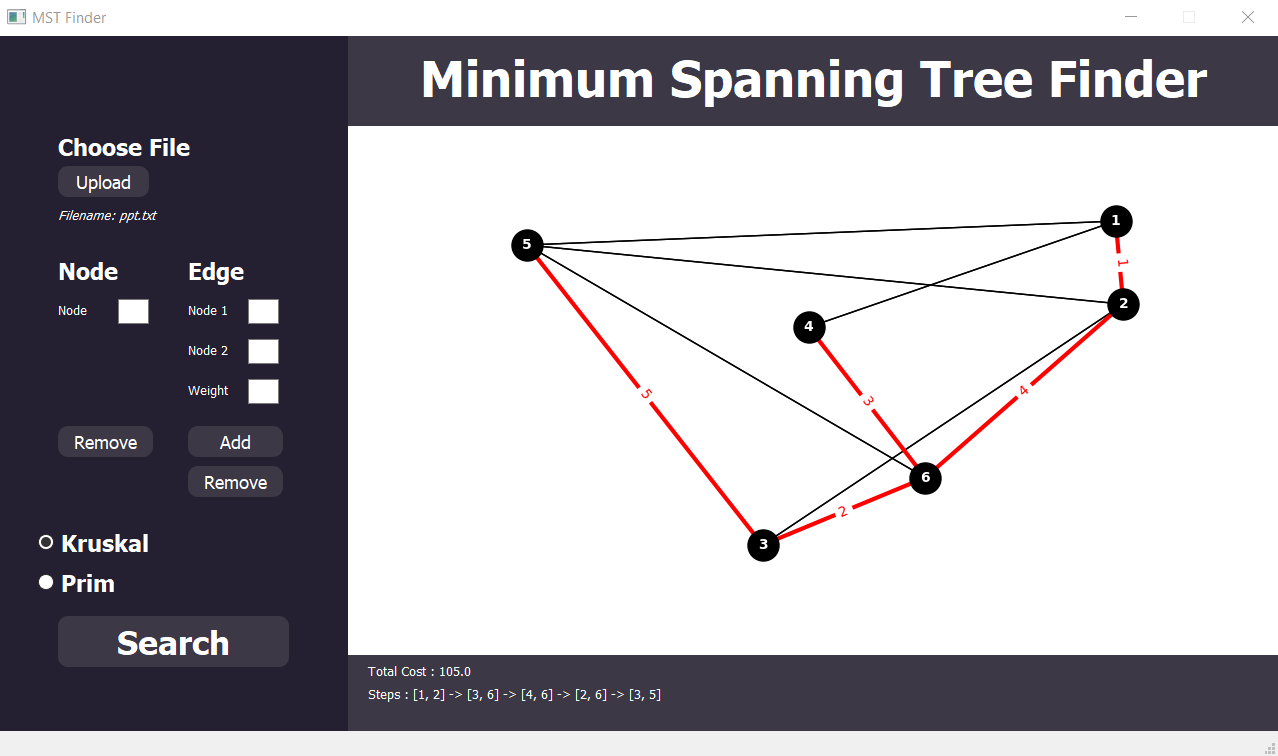 MST Finder
Minimum Spanning Tree Finder
Choose File
Upload
Filename: ppt.txt
Node Edge
Node Node 1
Node 2
Weight
Remove Add
Remove
Kruskal
Prim
Search
5
1
1
2
4
5
3
4
6
2
3
Total Cost : 105.0
Steps : [1, 2] -> [3, 6] -> [4, 6] -> [2, 6] -> [3, 5]